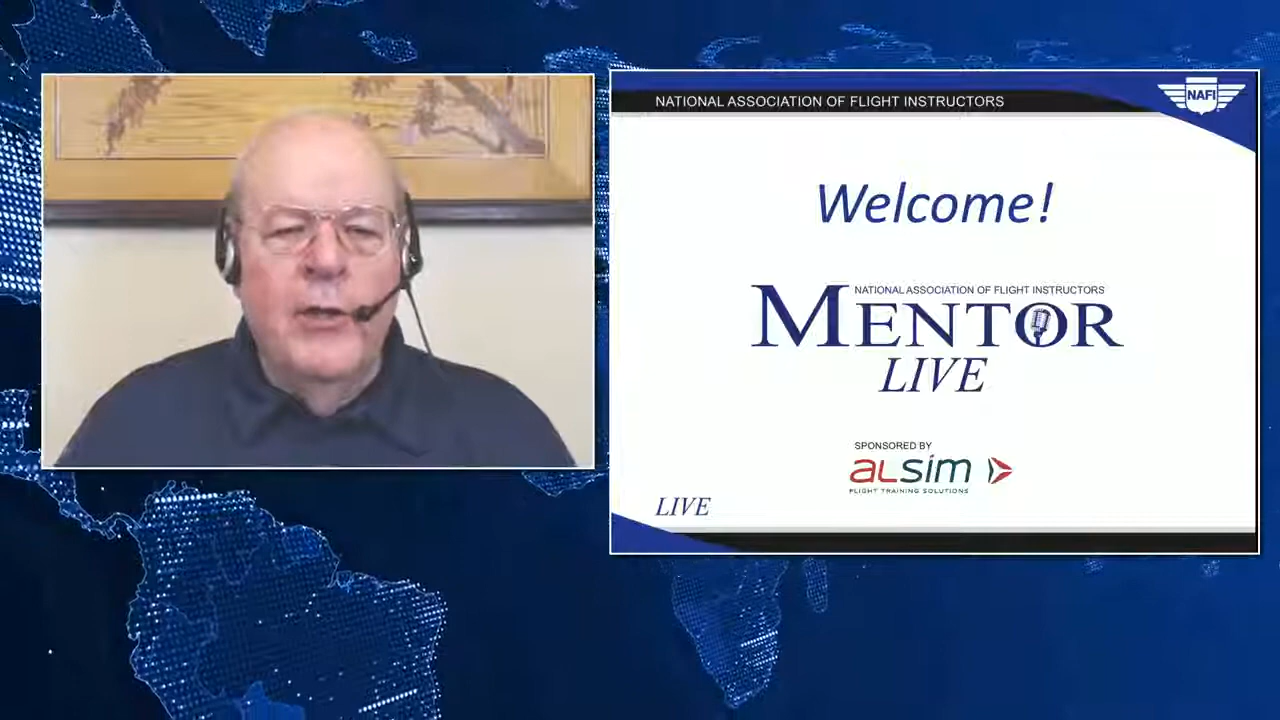 NATIONAL ASSOCIATION OF FLIGHT INSTRUCTORS
NAFI
Welcome!
NATIONAL ASSOCIATION OF FLIGHT INSTRUCTORS
MENTOR
LIVE
SPONSORED BY
ALSIM
FLIGHT TRAINING SOLUTIONS
LIVE